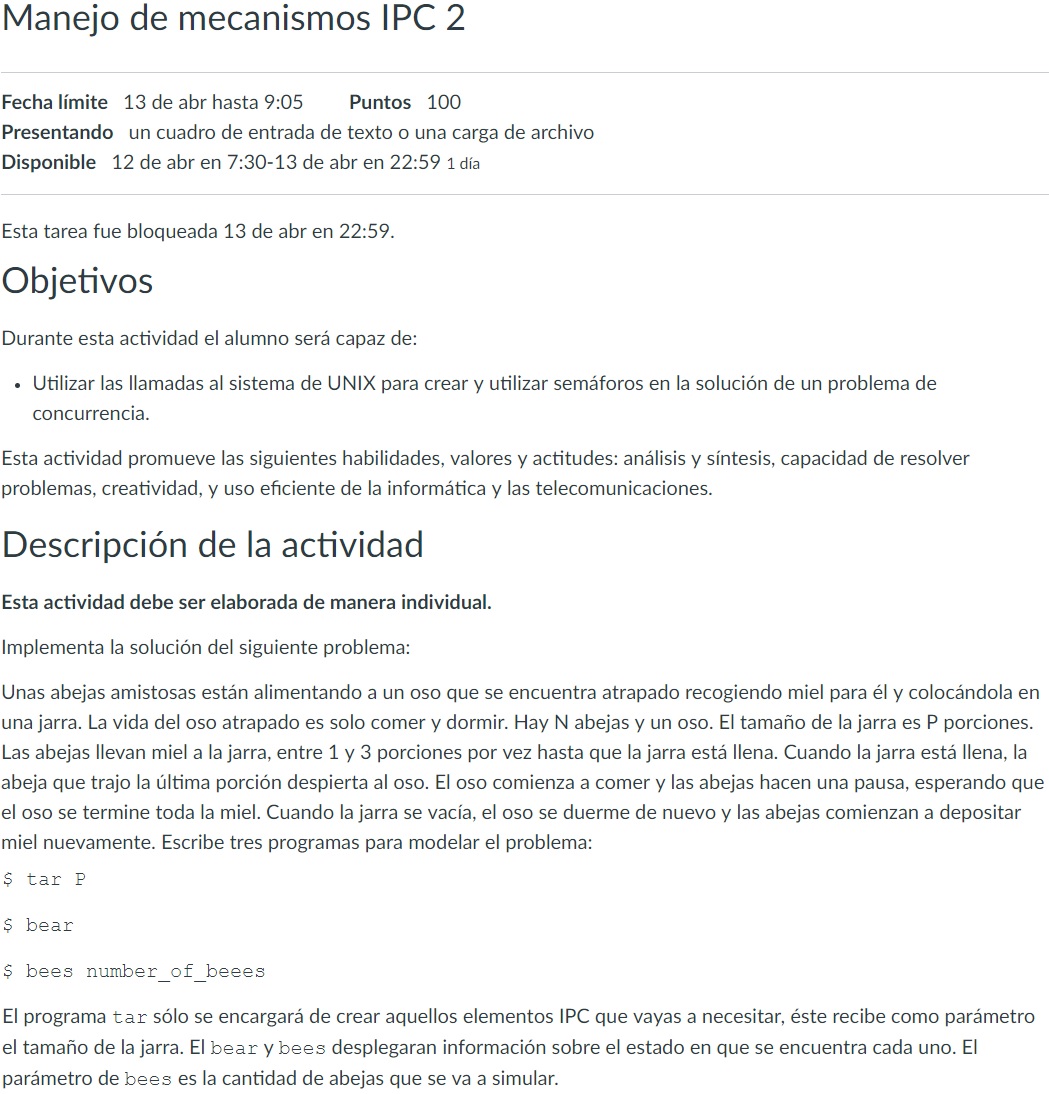 Manejo de mecanismos IPC 2
Fecha límite 13 de abr hasta 9:05 Puntos 100
Presentando un cuadro de entrada de texto o una carga de archivo
Disponible 12 de abr en 7:30-13 de abr en 22:59 1 día
Esta tarea fue bloqueada 13 de abr en 22:59.
Objetivos
Durante esta actividad el alumno será capaz de:
• Utilizar las llamadas al sistema de UNIX para crear y utilizar semáforos en la solución de un problema de
concurrencia.
Esta actividad promueve las siguientes habilidades, valores y actitudes: análisis y síntesis, capacidad de resolver
problemas, creatividad, y uso eficiente de la informática y las telecomunicaciones.
Descripción de la actividad
Esta actividad debe ser elaborada de manera individual.
Implementa la solución del siguiente problema:
Unas abejas amistosas están alimentando a un oso que se encuentra atrapado recogiendo miel para él y colocándola en
una jarra. La vida del oso atrapado es solo comer y dormir. Hay N abejas y un oso. El tamaño de la jarra es P porciones.
Las abejas llevan miel a la jarra, entre 1 y 3 porciones por vez hasta que la jarra está llena. Cuando la jarra está llena, la
abeja que trajo la última porción despierta al oso. El oso comienza a comer y las abejas hacen una pausa, esperando que
el oso se termine toda la miel. Cuando la jarra se vacía, el oso se duerme de nuevo y las abejas comienzan a depositar
miel nuevamente. Escribe tres programas para modelar el problema:
$ tar P
$ bear
$ bees number_of_beees
El programa tar sólo se encargará de crear aquellos elementos IPC que vayas a necesitar, éste recibe como parámetro
el tamaño de la jarra. El bear y bees desplegaran información sobre el estado en que se encuentra cada uno. El
parámetro de bees es la cantidad de abejas que se va a simular.